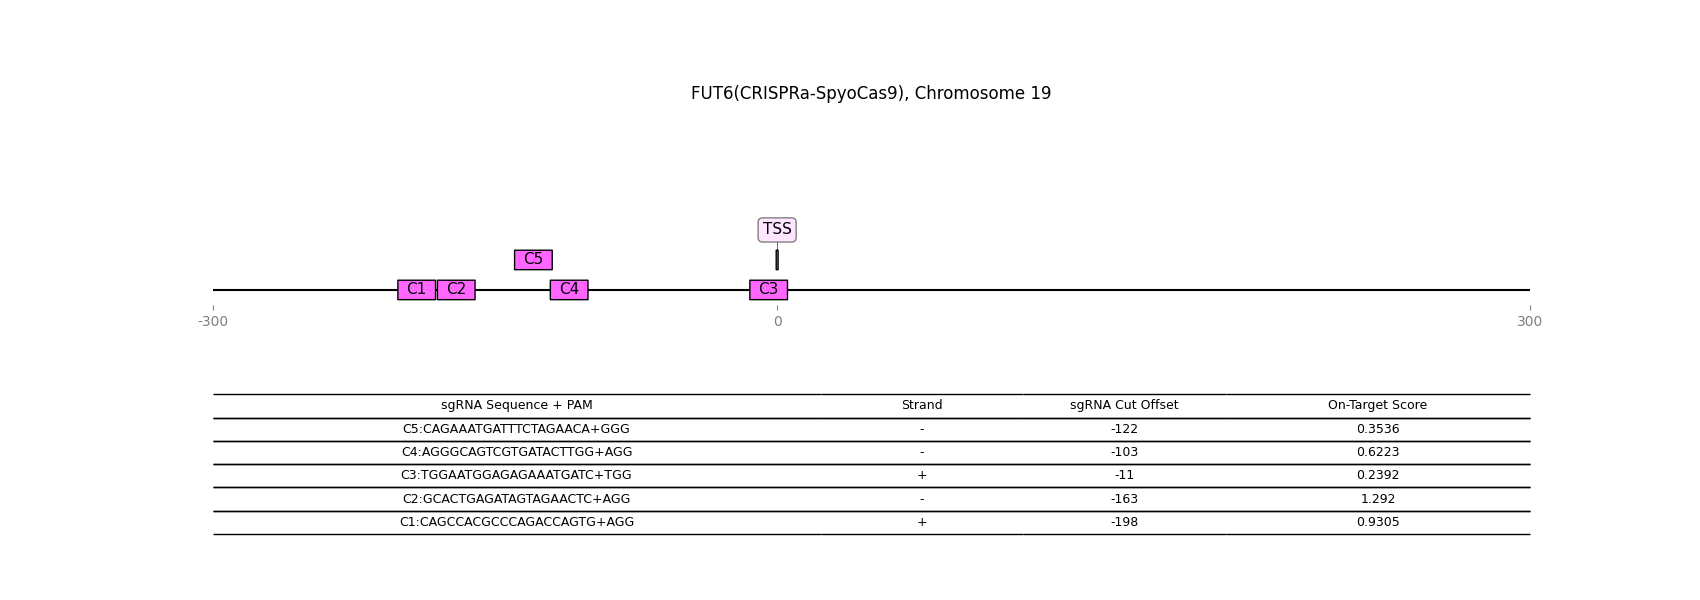 FUT6(CRISPRa-SpyoCas9), Chromosome 19
TSS
C5
C1 C2 C4 C3
-300 0 300
sgRNA Sequence + PAM Strand sgRNA Cut Offset On-Target Score
C5:CAGAAATGATTTCTAGAACA+GGG - -122 0.3536
C4:AGGGCAGTCGTGATACTTGG+AGG - -103 0.6223
C3:TGGAATGGAGAGAAATGATC+TGG + -11 0.2392
C2:GCACTGAGATAGTAGAACTC+AGG - -163 1.292
C1:CAGCCACGCCCAGACCAGTG+AGG + -198 0.9305